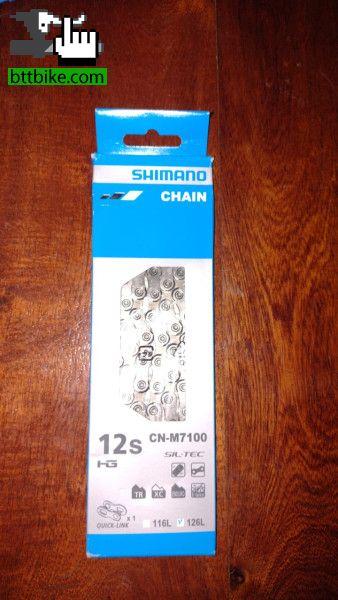 bttbike.com
SHIMANO
CHAIN
12s
CN-M7100
HG
SIL-TEC
TR
XC
x 1
QUICK-LINK
116L
126L